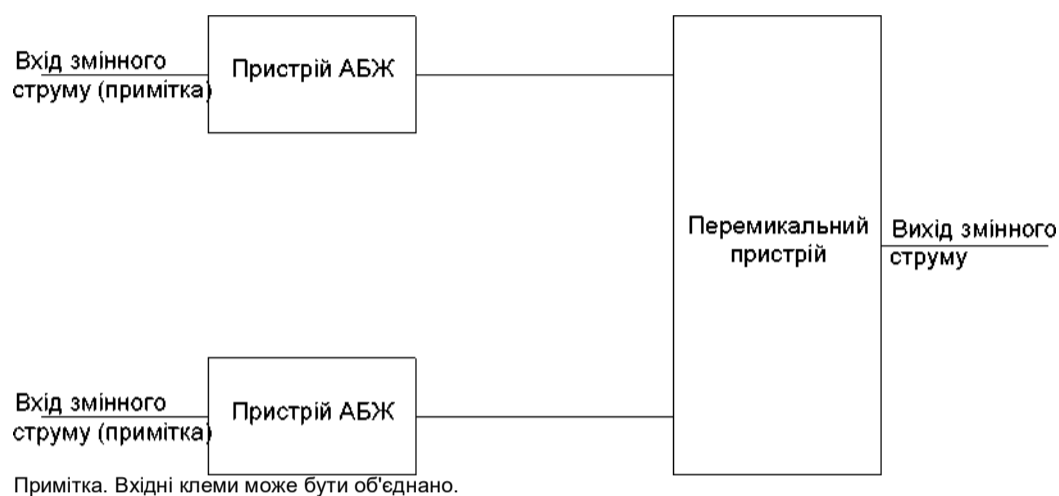 Вхід змінного
струму (примітка)
Пристрій АБЖ
Перемикальний
пристрій
Вихід змінного
струму
Вхід змінного
струму (примітка)
Пристрій АБЖ
Примітка. Вхідні клеми може бути об'єднано.